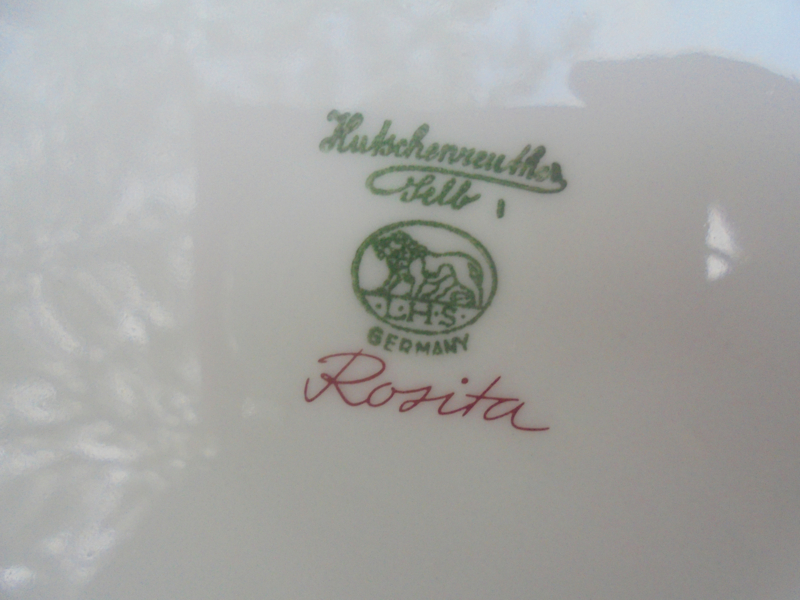 Hutschenreuther
Selb
L.H.S.
GERMANY
Rosita